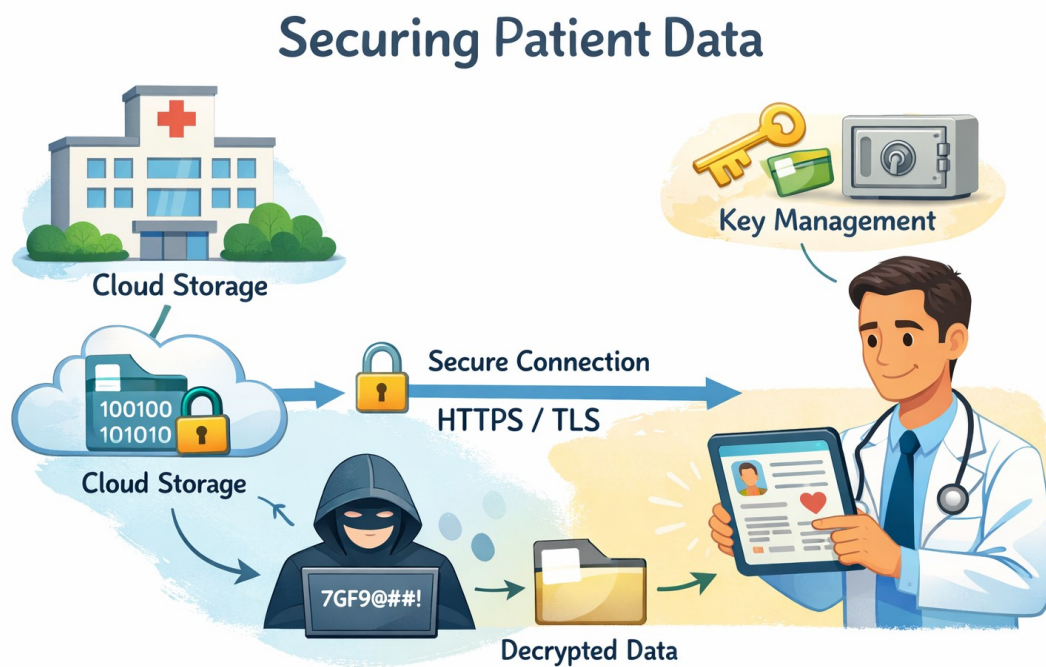 Securing Patient Data
Key Management
Cloud Storage
Secure Connection
HTTPS / TLS
100100
101010
Cloud Storage
7GF9@##!
Decrypted Data